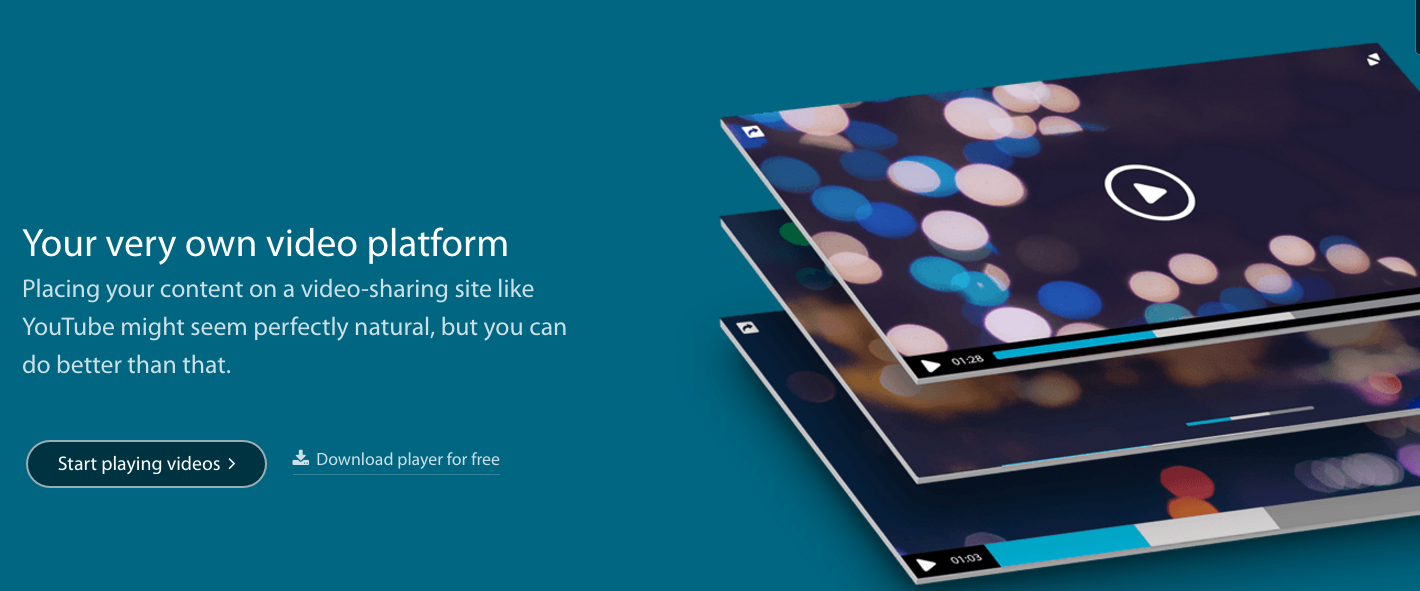 Your very own video platform
Placing your content on a video-sharing site like
YouTube might seem perfectly natural, but you can
do better than that.
Start playing videos
Download player for free
01:28
01:03